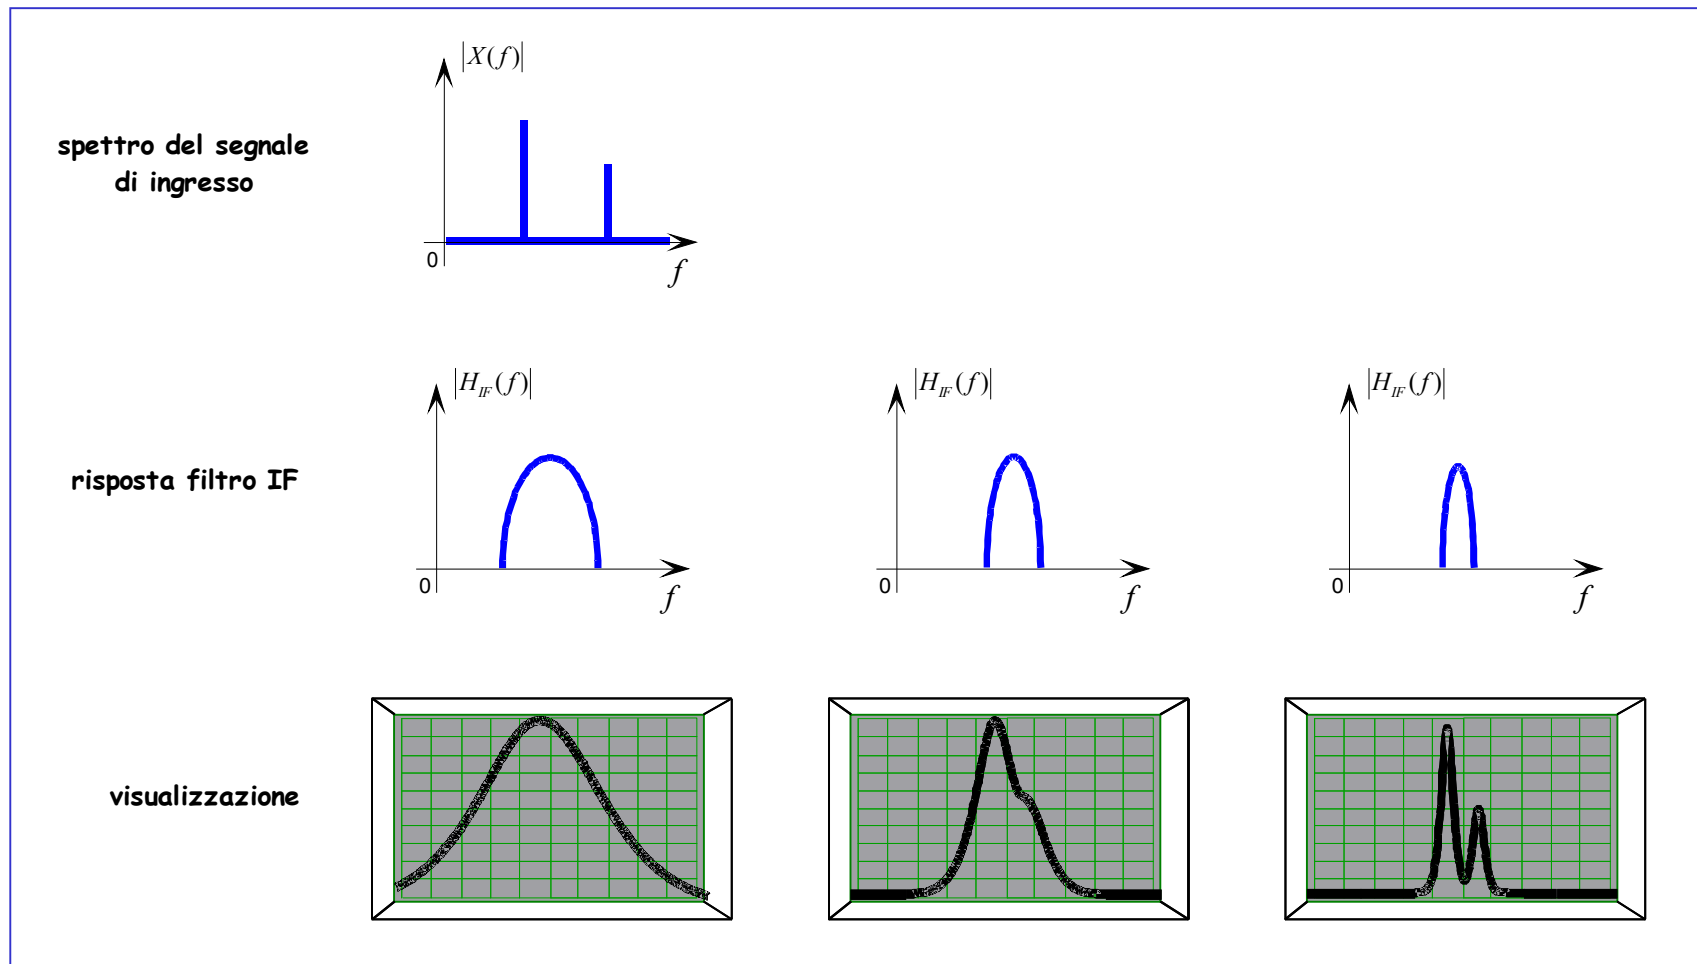 |X(f)|
spettro del segnale
di ingresso
0
f
|H_IF(f)|
|H_IF(f)|
|H_IF(f)|
risposta filtro IF
0
f
0
f
0
f
visualizzazione